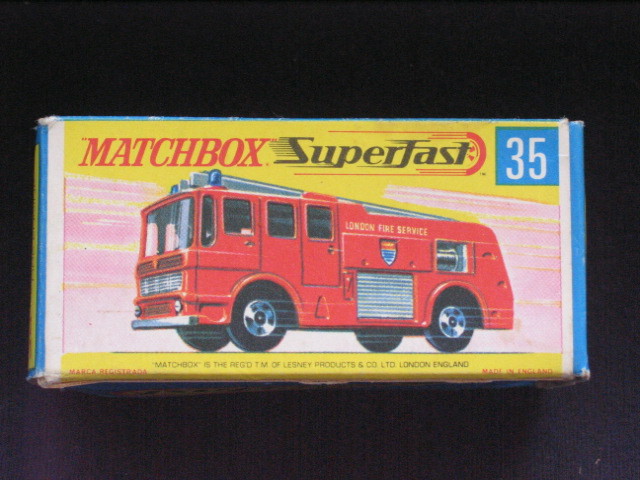 "MATCHBOX" Superfast TM 35
LONDON FIRE SERVICE
"MATCHBOX" IS THE REG'D T.M. OF LESNEY PRODUCTS & CO. LTD. LONDON ENGLAND
MARCA REGISTRADA MADE IN ENGLAND